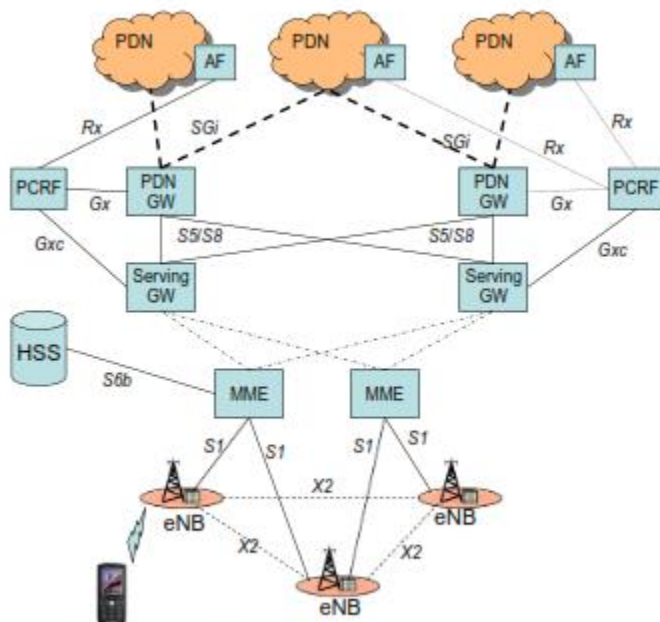 PDN
AF
PDN
AF
PDN
AF
Rx
SGi
SGi
Rx
Rx
PCRF
Gx
PDN
GW
PDN
GW
Gx
PCRF
Gxc
S5/S8
S5/S8
Gxc
Serving
GW
Serving
GW
HSS
S6b
MME
MME
S1
S1
S1
S1
X2
eNB
eNB
X2
X2
eNB